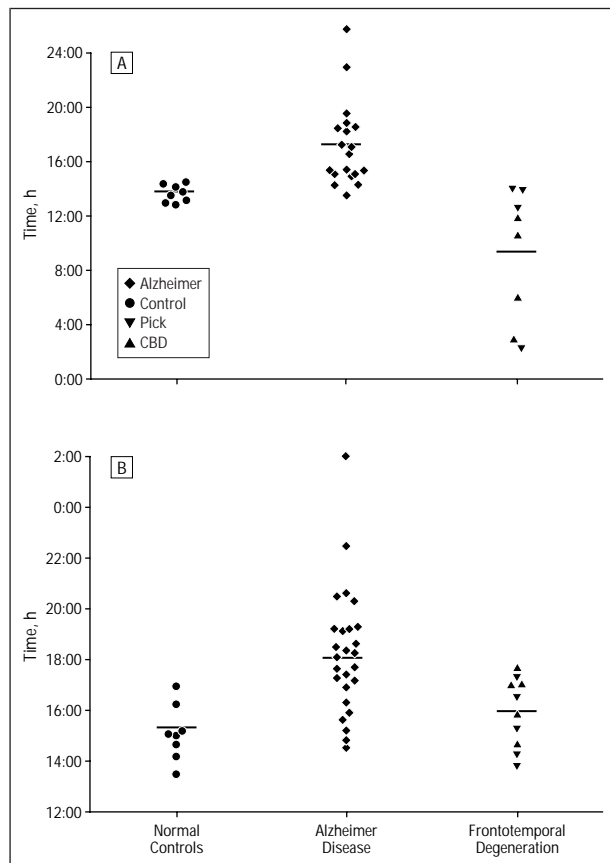 A
24:00
20:00
16:00
12:00
8:00
4:00
0:00
Time, h
Alzheimer
Control
Pick
CBD
B
2:00
0:00
22:00
20:00
18:00
16:00
14:00
12:00
Time, h
Normal
Controls
Alzheimer
Disease
Frontotemporal
Degeneration